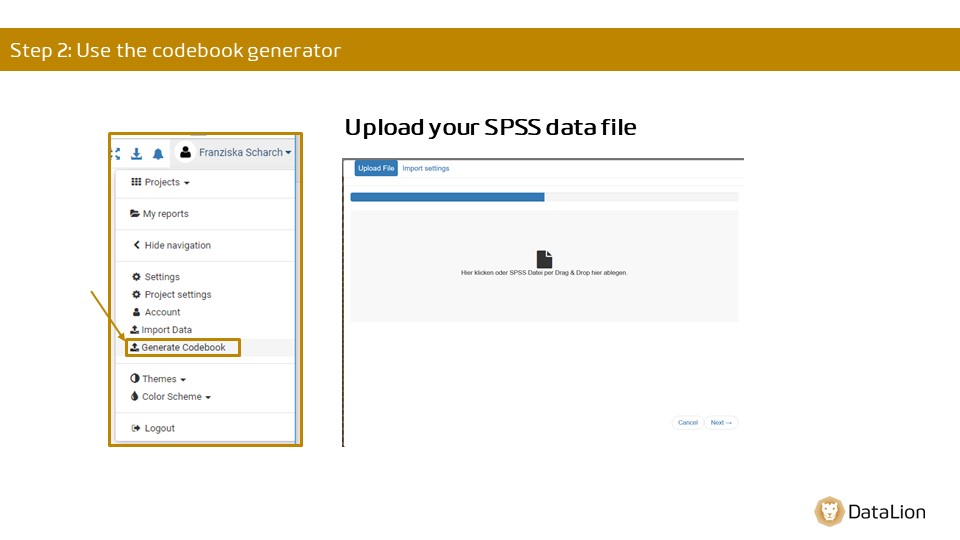 Step 2: Use the codebook generator
Upload your SPSS data file
Franziska Scharch
Projects
My reports
Hide navigation
Settings
Project settings
Account
Import Data
Generate Codebook
Themes
Color Scheme
Logout
Upload File Import settings
Hier klicken oder SPSS Datei per Drag & Drop hier ablegen.
Cancel Next →
DataLion